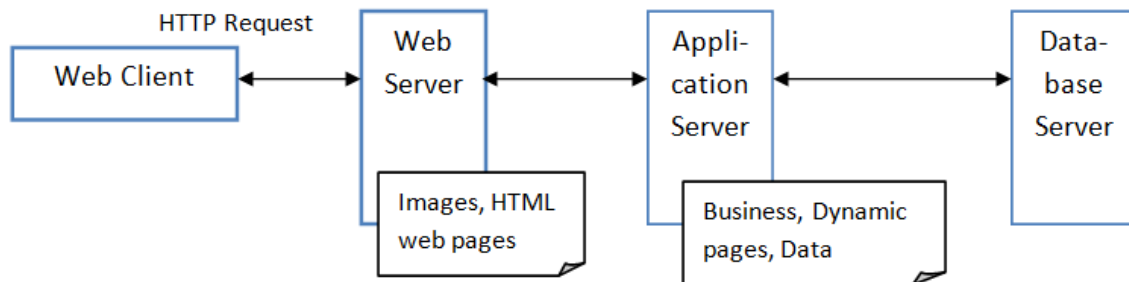 HTTP Request
Web Client
Web
Server
Appli-
cation
Server
Data-
base
Server
Images, HTML
web pages
Business, Dynamic
pages, Data